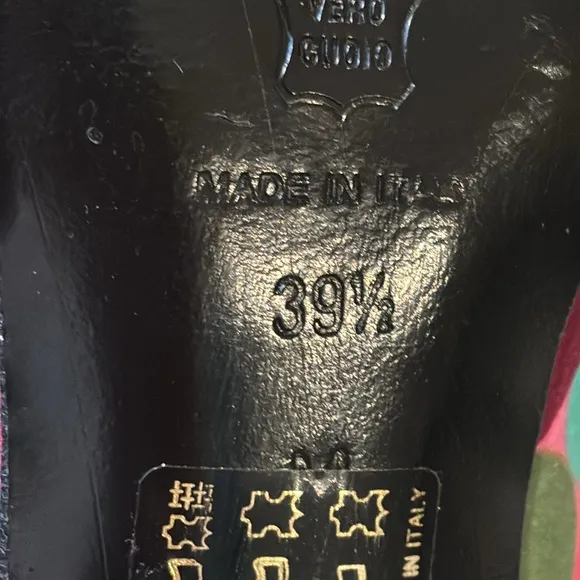 VERO
CUOIO
MADE IN ITALY
39½
IN ITALY